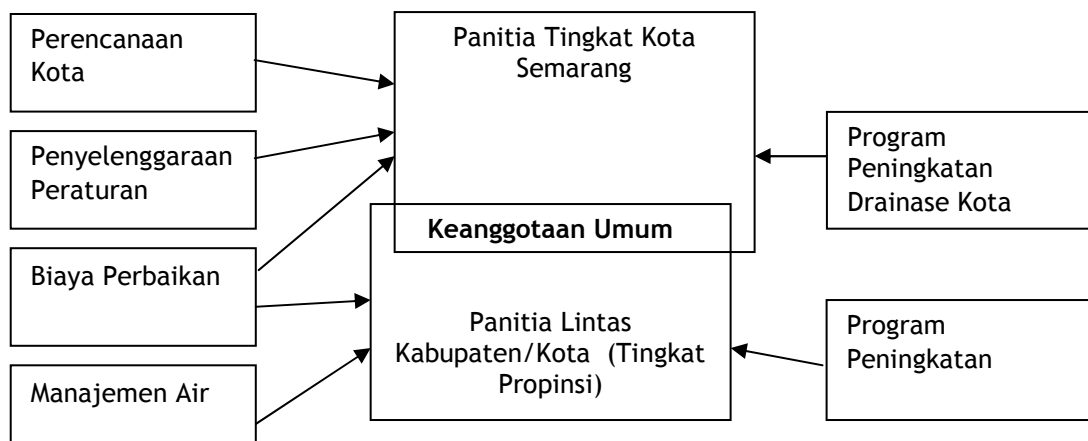 Perencanaan
Kota
Penyelenggaraan
Peraturan
Biaya Perbaikan
Manajemen Air
Panitia Tingkat Kota
Semarang
Keanggotaan Umum
Panitia Lintas
Kabupaten/Kota (Tingkat
Propinsi)
Program
Peningkatan
Drainase Kota
Program
Peningkatan